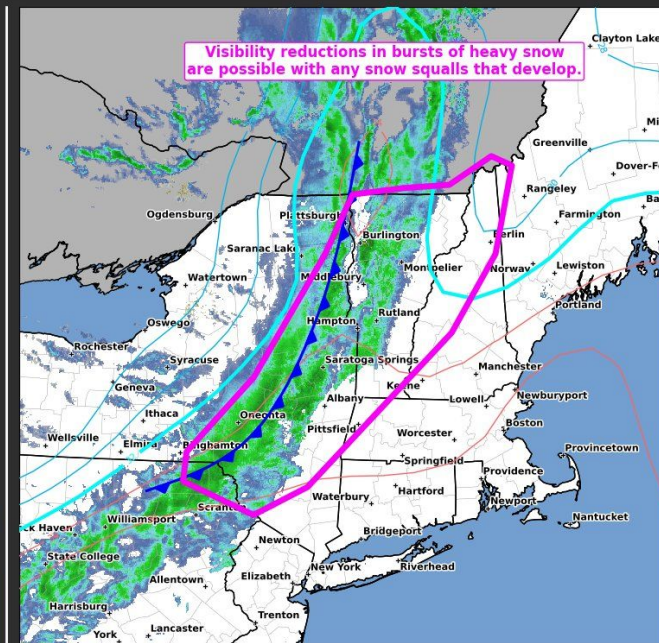 Visibility reductions in bursts of heavy snow
are possible with any snow squalls that develop.
Clayton Lake
28
Greenville
Dover-F
Rangeley
Ogdensburg
Plattsburgh
Farmington
Burlington
Berlin
Saranac Lake
Montpelier
Norway
Lewiston
Watertown
Middlebury
Portland
Oswego
Hampton
Rutland
Rochester
Syracuse
Saratoga Springs
Manchester
Geneva
Keene
Lowell
Newburyport
Ithaca
Oneonta
Albany
Boston
Wellsville
Elmira
Binghamton
Pittsfield
Worcester
Provincetown
Springfield
Providence
Hartford
Waterbury
Newport
Nantucket
Williamsport
Scranton
ck Haven
Bridgeport
Newton
State College
New York
Riverhead
Allentown
Elizabeth
Harrisburg
Trenton
Lancaster
York